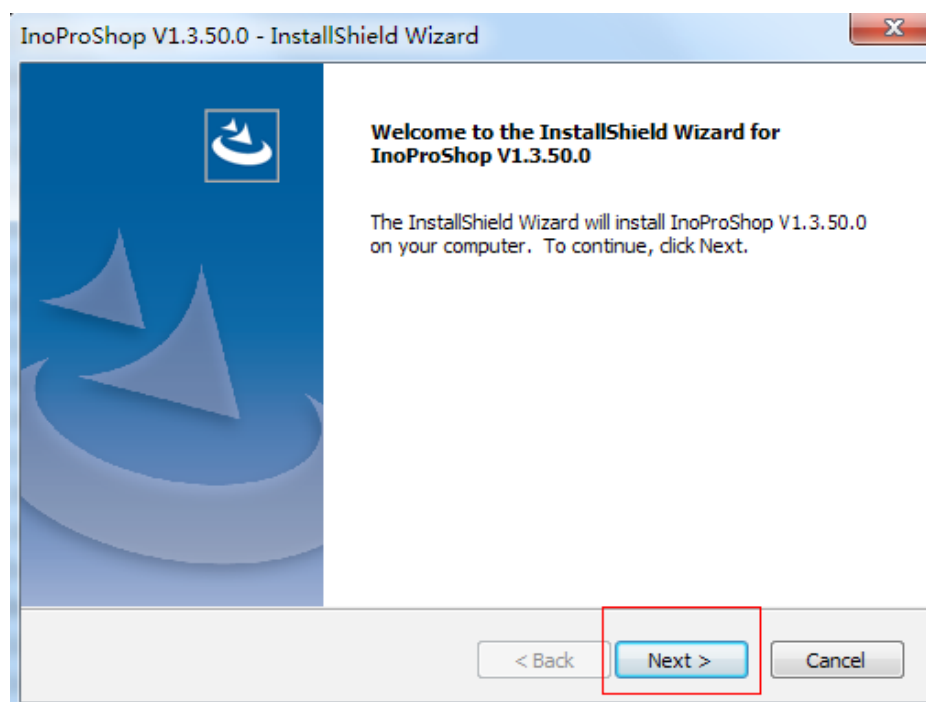 InoProShop V1.3.50.0 - InstallShield Wizard
Welcome to the InstallShield Wizard for
InoProShop V1.3.50.0
The InstallShield Wizard will install InoProShop V1.3.50.0
on your computer. To continue, click Next.
< Back Next > Cancel